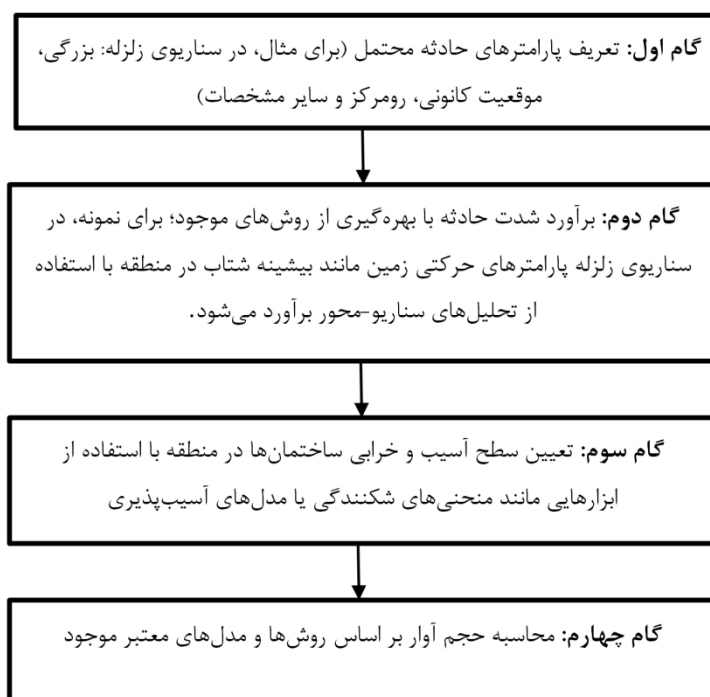 گام اول: تعریف پارامترهای حادثه محتمل (برای مثال، در سناریوی زلزله: بزرگی،
موقعیت کانونی، رومرکز و سایر مشخصات)
گام دوم: برآورد شدت حادثه با بهره‌گیری از روش‌های موجود؛ برای نمونه، در
سناریوی زلزله پارامترهای حرکتی زمین مانند بیشینه شتاب در منطقه با استفاده
از تحلیل‌های سناریو-محور برآورد می‌شود.
گام سوم: تعیین سطح آسیب و خرابی ساختمان‌ها در منطقه با استفاده از
ابزارهایی مانند منحنی‌های شکنندگی یا مدل‌های آسیب‌پذیری
گام چهارم: محاسبه حجم آوار بر اساس روش‌ها و مدل‌های معتبر موجود